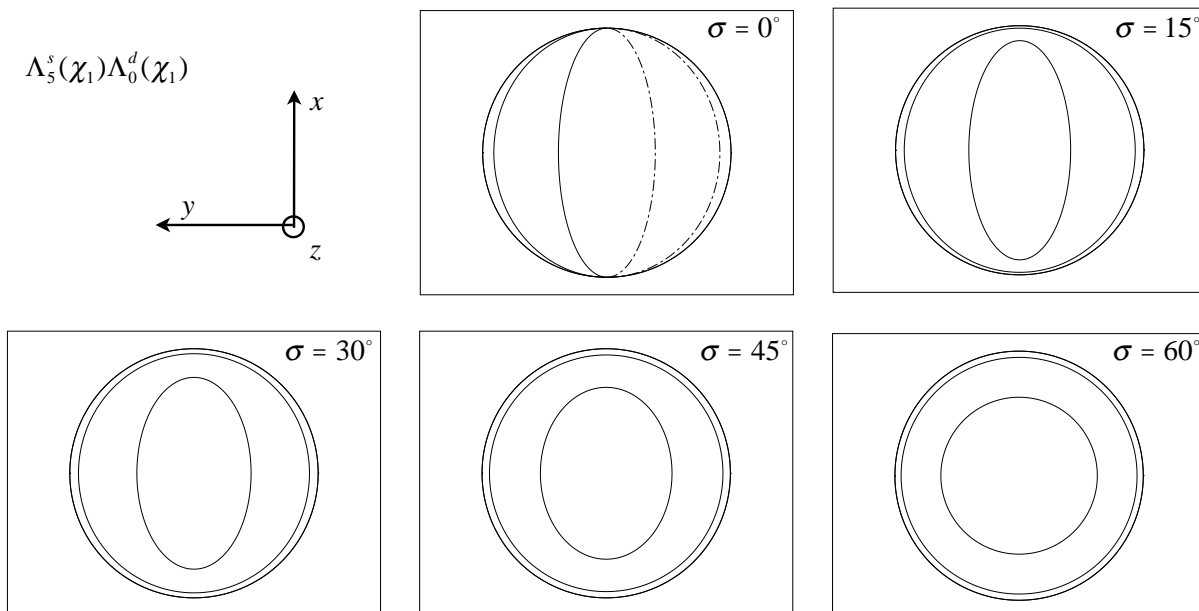 σ = 0°
σ = 15°
Λ₅ˢ(χ₁)Λ₀ᵈ(χ₁)
x
y
z
σ = 30°
σ = 45°
σ = 60°